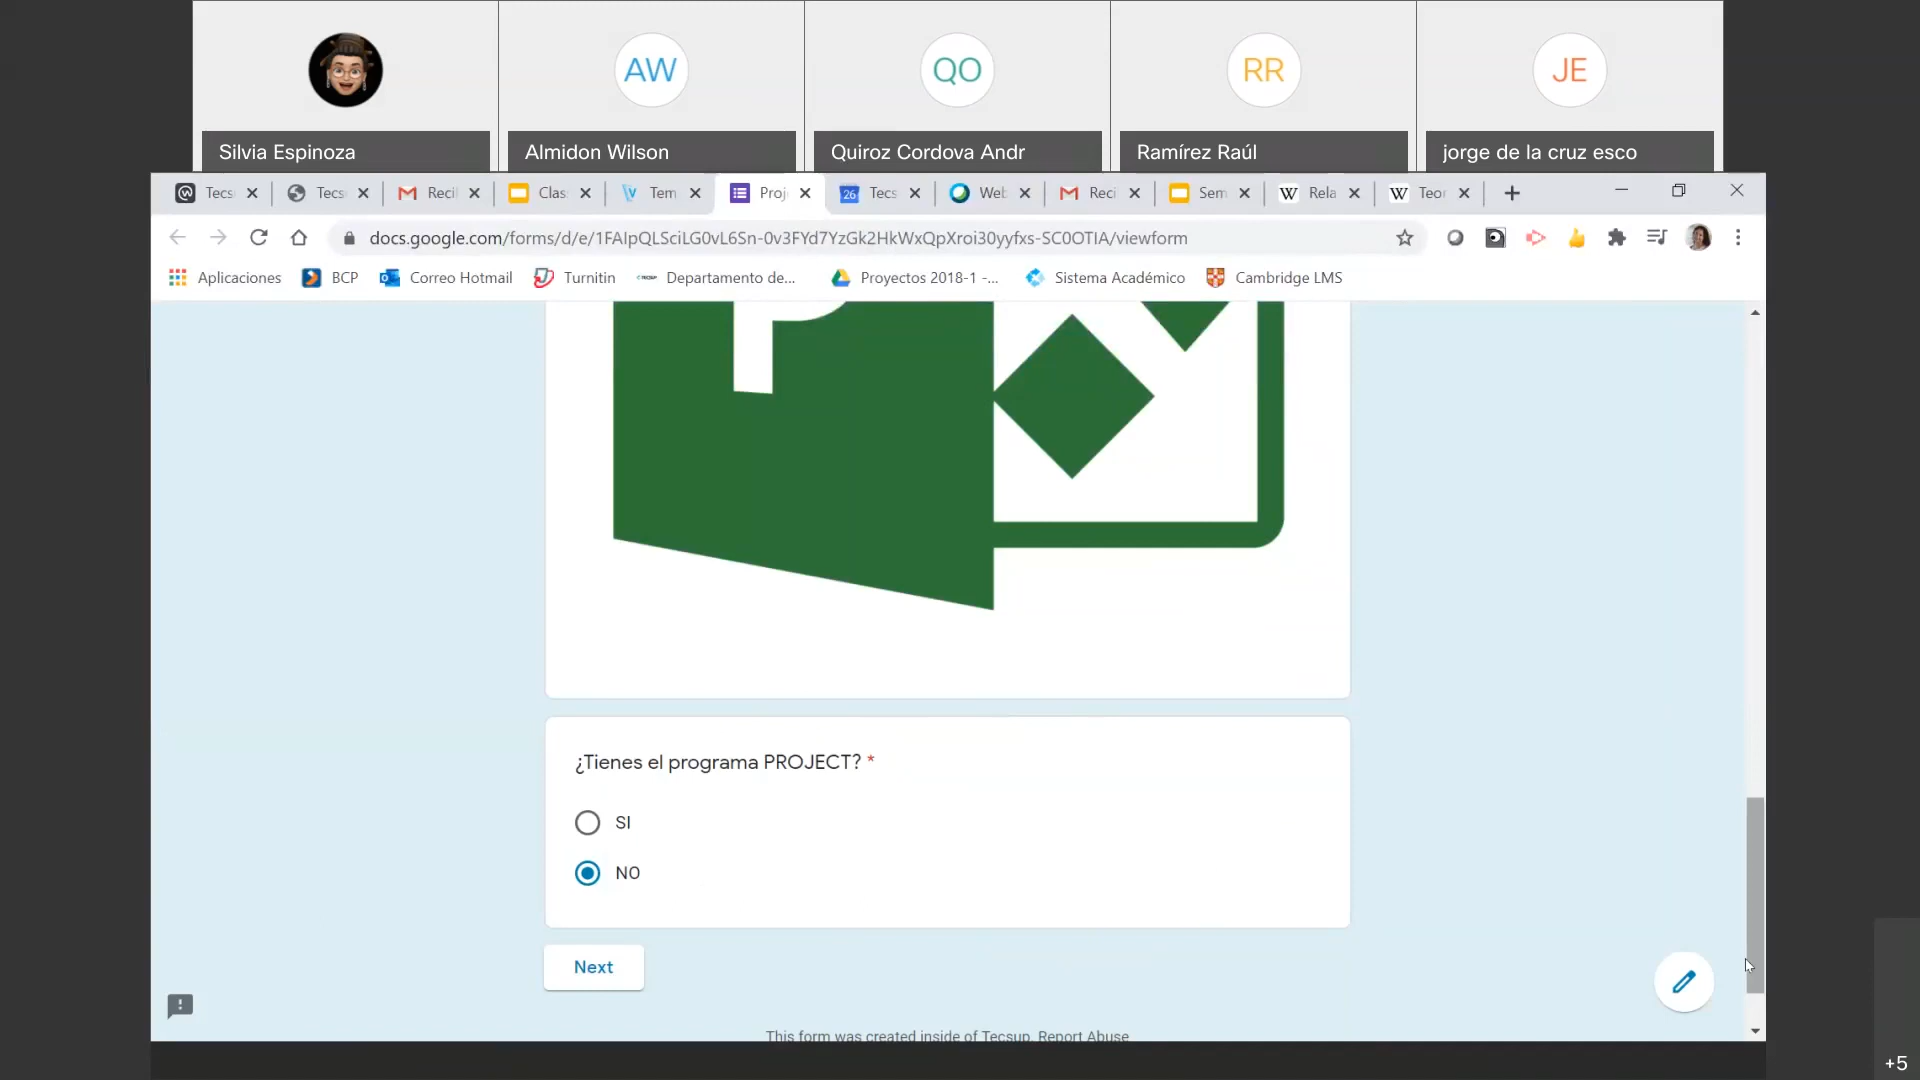 AW
QO
RR
JE
Silvia Espinoza
Almidon Wilson
Quiroz Cordova Andr
Ramírez Raúl
jorge de la cruz esco
Tecs
Tecs
Reci
Clas
Tem
Proj
26
Tecs
Web
Reci
Sem
W
Rela
W
Teor
docs.google.com/forms/d/e/1FAIpQLSciLG0vL6Sn-0v3FYd7YzGk2HkWxQpXroi30yyfxs-SC0OTIA/viewform
Aplicaciones
BCP
Correo Hotmail
Turnitin
Departamento de...
Proyectos 2018-1 -...
Sistema Académico
Cambridge LMS
P
¿Tienes el programa PROJECT? *
SI
NO
Next
This form was created inside of Tecsup. Report Abuse
+5